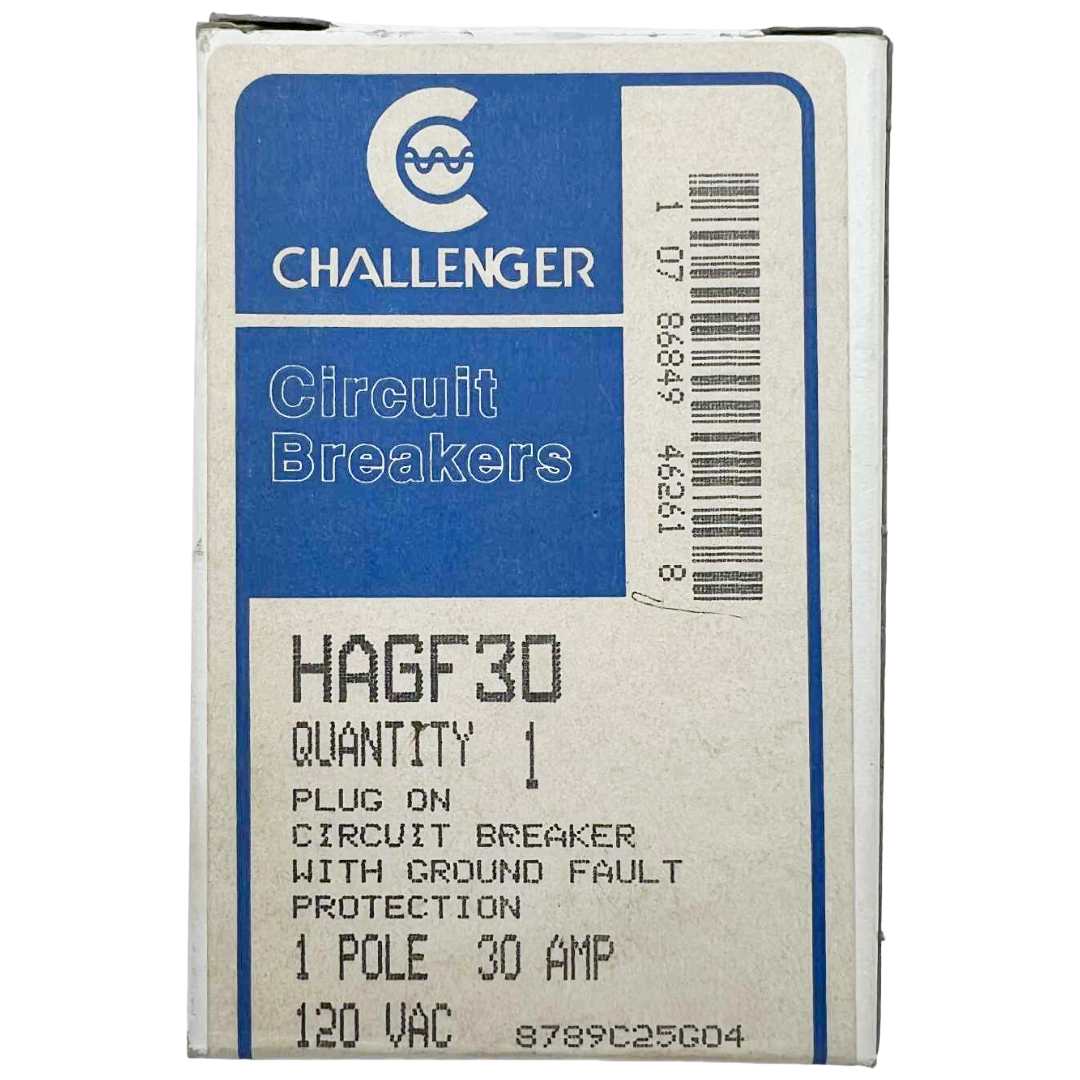 CHALLENGER
Circuit
Breakers
1 07 86849 46261 8
HAGF30
QUANTITY 1
PLUG ON
CIRCUIT BREAKER
WITH GROUND FAULT
PROTECTION
1 POLE 30 AMP
120 VAC 8789C25G04